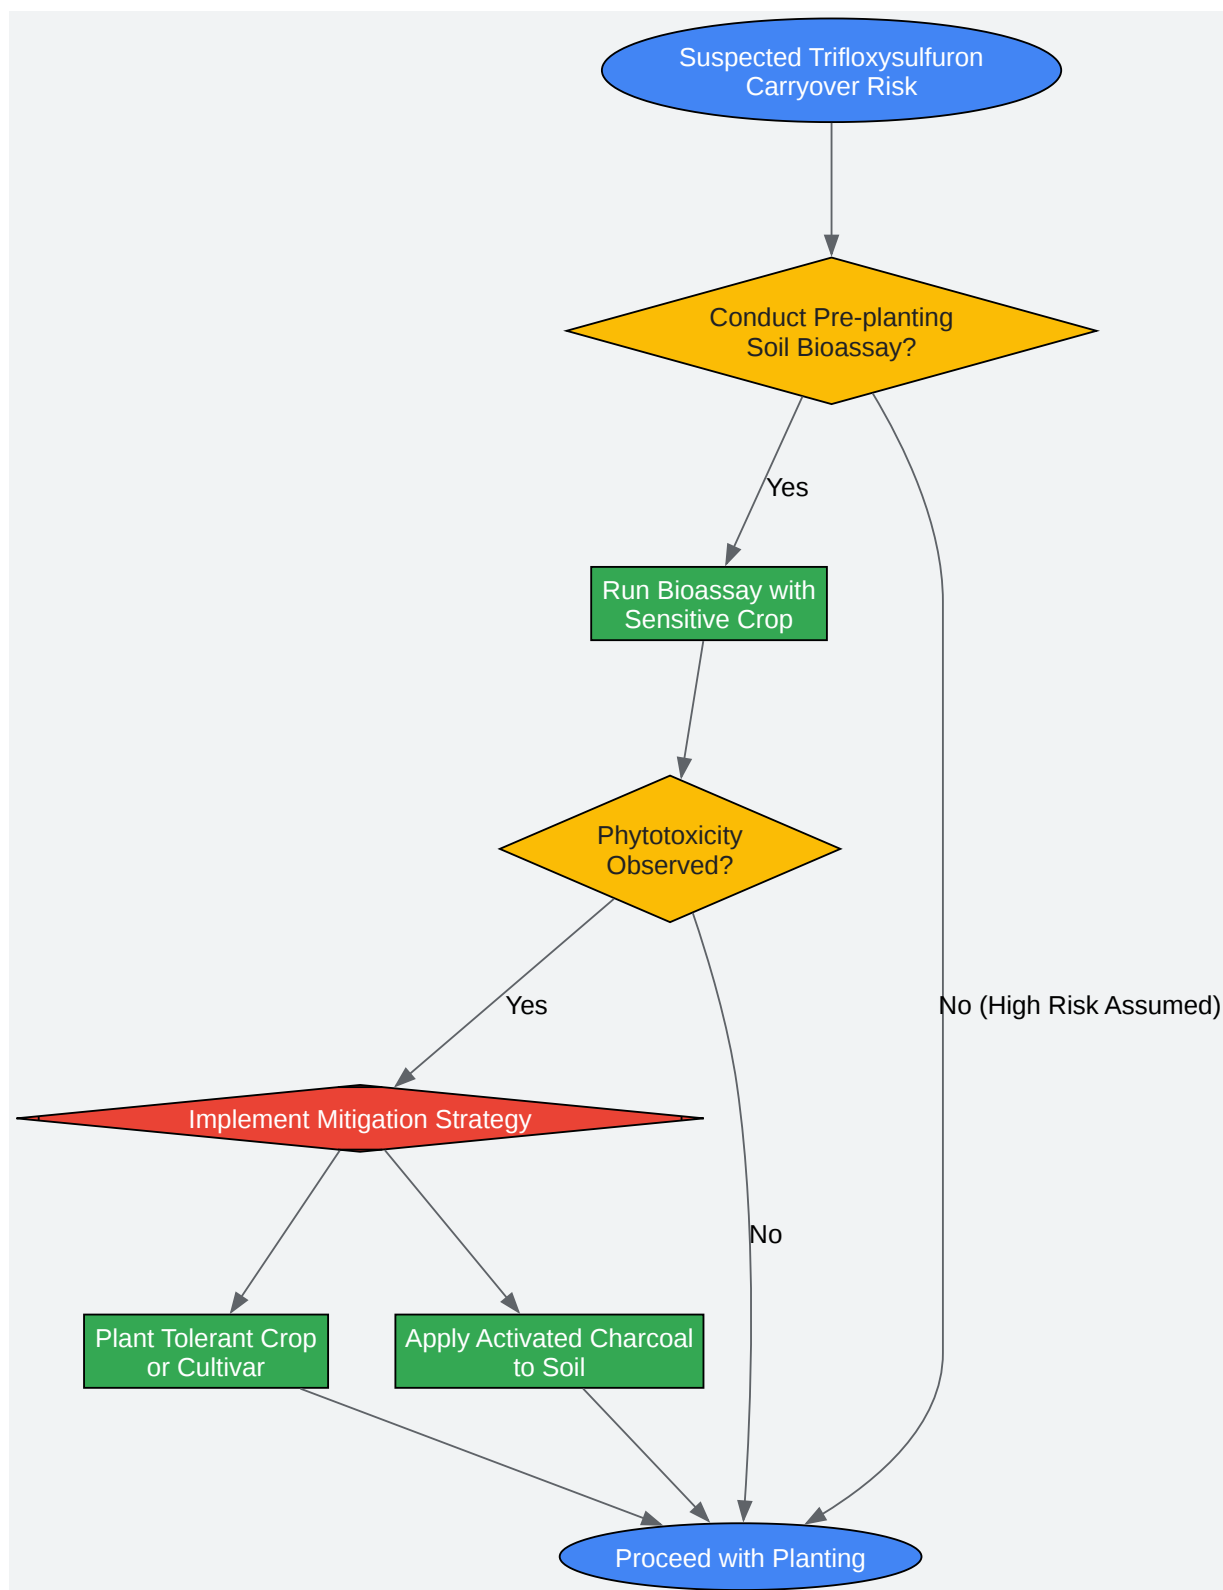 Suspected Trifloxysulfuron
Carryover Risk
Conduct Pre-planting
Soil Bioassay?
Yes
Run Bioassay with
Sensitive Crop
Phytotoxicity
Observed?
Yes
No (High Risk Assumed)
Implement Mitigation Strategy
No
Plant Tolerant Crop
or Cultivar
Apply Activated Charcoal
to Soil
Proceed with Planting